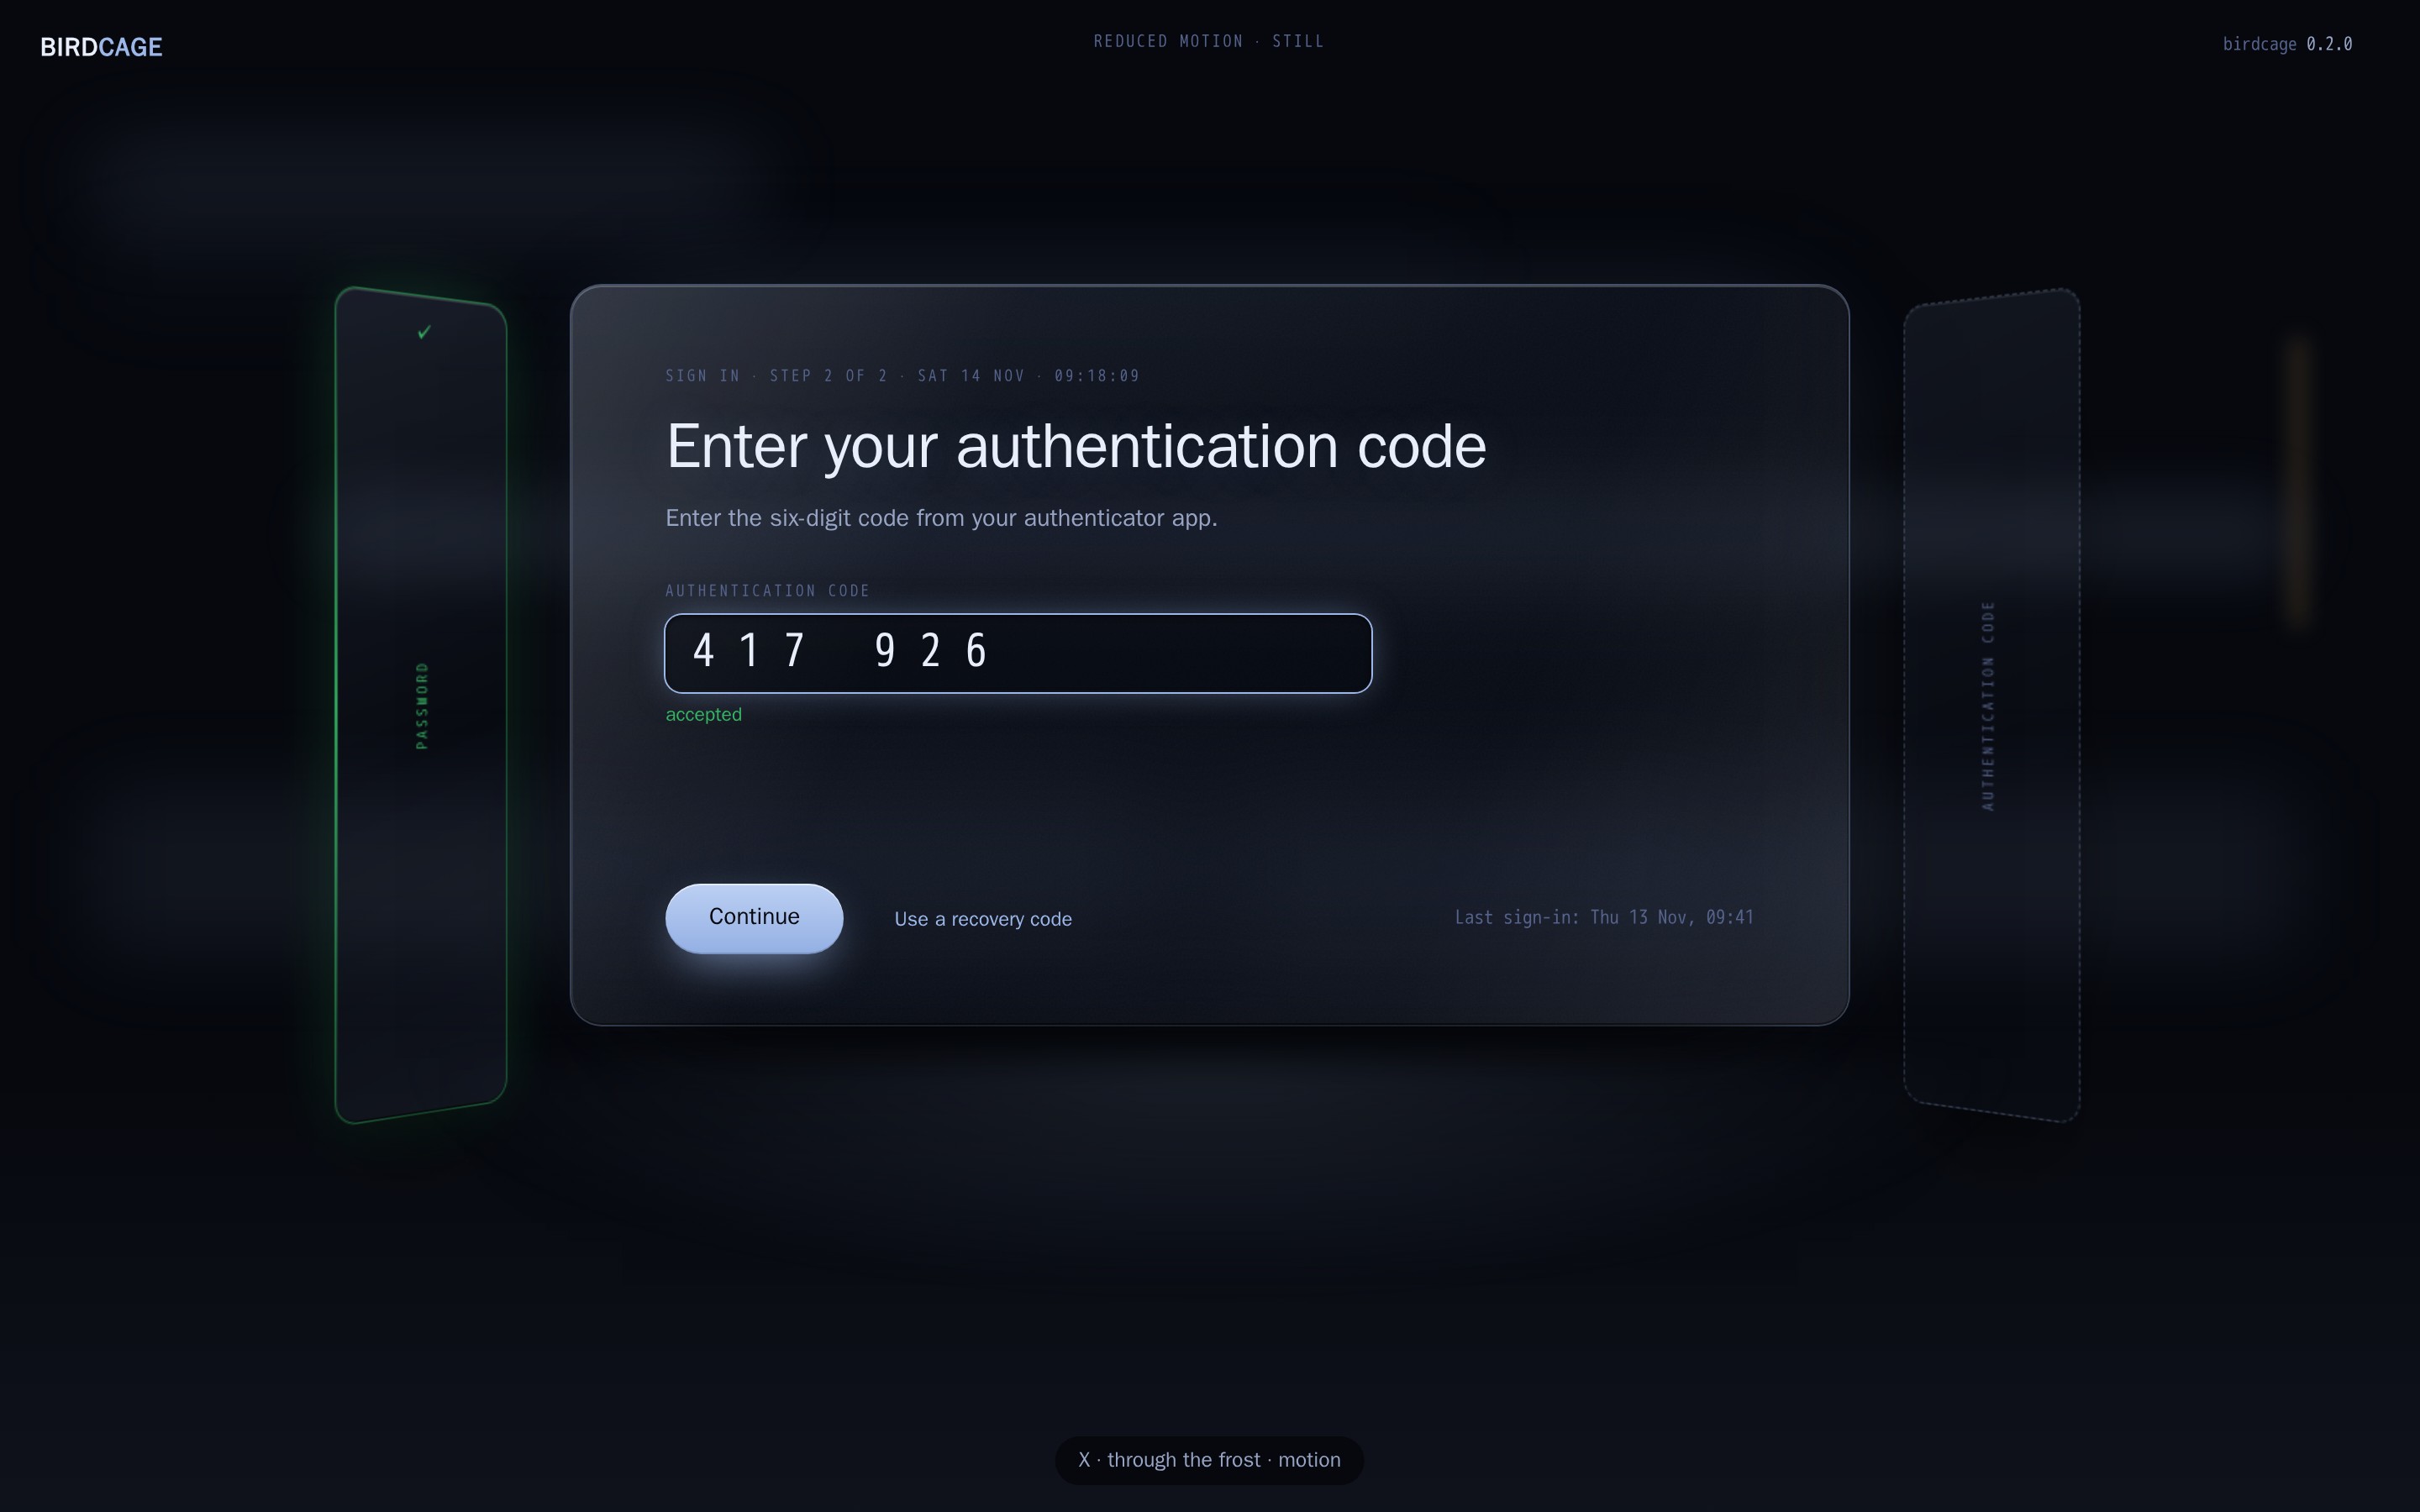 BIRDCAGE
REDUCED MOTION · STILL
birdcage 0.2.0
✓
PASSWORD
SIGN IN · STEP 2 OF 2 · SAT 14 NOV · 09:18:09
Enter your authentication code
Enter the six-digit code from your authenticator app.
AUTHENTICATION CODE
417 926
accepted
Continue
Use a recovery code
Last sign-in: Thu 13 Nov, 09:41
AUTHENTICATION CODE
X · through the frost · motion